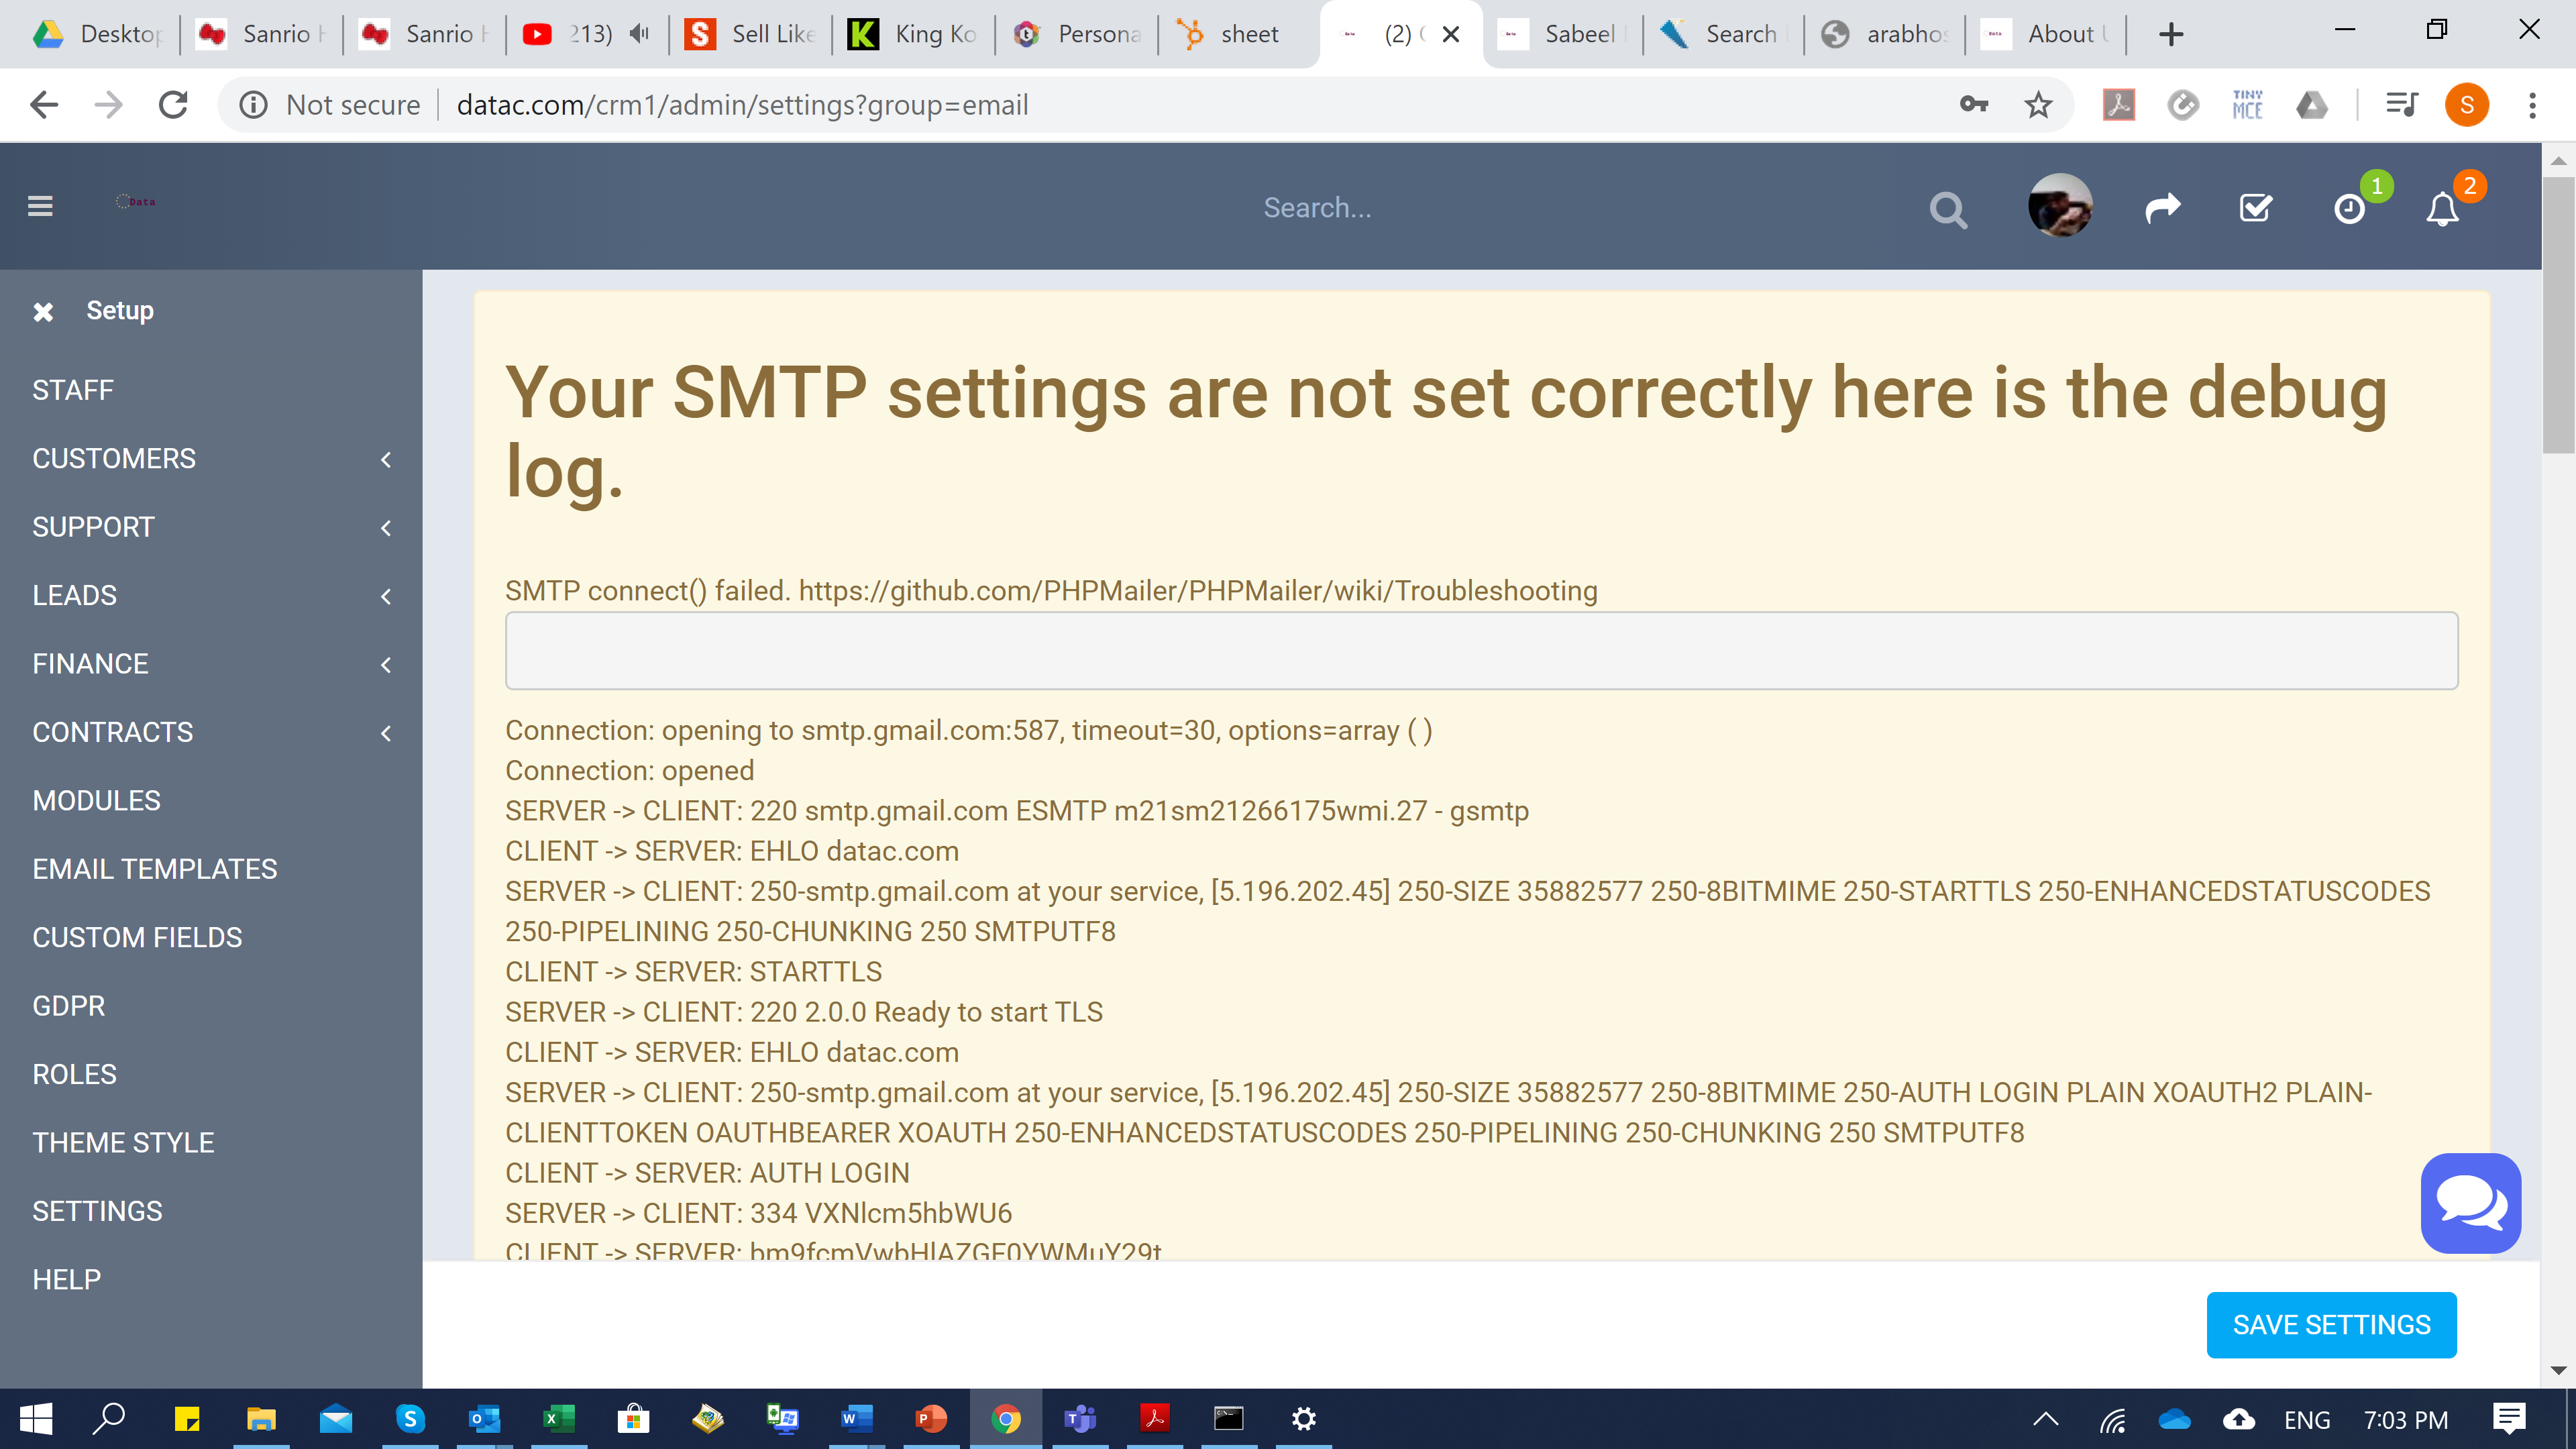 Desktop
Sanrio H
Sanrio H
213)
Sell Like
King Ko
Persona
sheet
(2)
Sabeel
Search
arabhos
About U
Not secure
datac.com/crm1/admin/settings?group=email
TINY
MCE
S
Data
Search...
1
2
Setup
STAFF
CUSTOMERS
SUPPORT
LEADS
FINANCE
CONTRACTS
MODULES
EMAIL TEMPLATES
CUSTOM FIELDS
GDPR
ROLES
THEME STYLE
SETTINGS
HELP
Your SMTP settings are not set correctly here is the debug
log.
SMTP connect() failed. https://github.com/PHPMailer/PHPMailer/wiki/Troubleshooting
Connection: opening to smtp.gmail.com:587, timeout=30, options=array ( )
Connection: opened
SERVER -> CLIENT: 220 smtp.gmail.com ESMTP m21sm21266175wmi.27 - gsmtp
CLIENT -> SERVER: EHLO datac.com
SERVER -> CLIENT: 250-smtp.gmail.com at your service, [5.196.202.45] 250-SIZE 35882577 250-8BITMIME 250-STARTTLS 250-ENHANCEDSTATUSCODES
250-PIPELINING 250-CHUNKING 250 SMTPUTF8
CLIENT -> SERVER: STARTTLS
SERVER -> CLIENT: 220 2.0.0 Ready to start TLS
CLIENT -> SERVER: EHLO datac.com
SERVER -> CLIENT: 250-smtp.gmail.com at your service, [5.196.202.45] 250-SIZE 35882577 250-8BITMIME 250-AUTH LOGIN PLAIN XOAUTH2 PLAIN-
CLIENTTOKEN OAUTHBEARER XOAUTH 250-ENHANCEDSTATUSCODES 250-PIPELINING 250-CHUNKING 250 SMTPUTF8
CLIENT -> SERVER: AUTH LOGIN
SERVER -> CLIENT: 334 VXNlcm5hbWU6
CLIENT -> SERVER: bm9fcmVwbHlAZGF0YWMuY29t
SAVE SETTINGS
ENG
7:03 PM